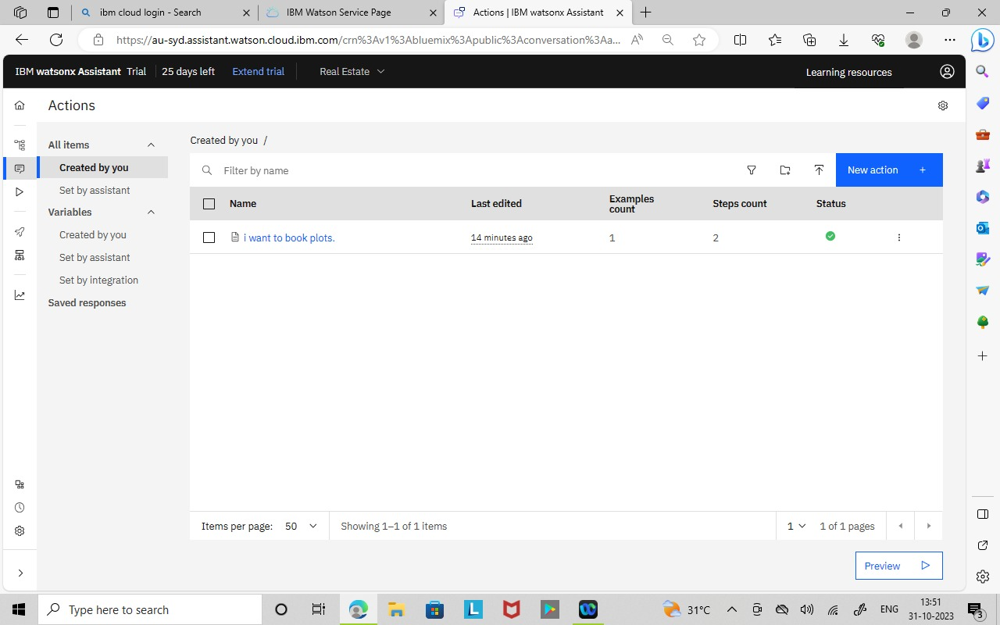 ibm cloud login - Search
IBM Watson Service Page
Actions | IBM watsonx Assistant
https://au-syd.assistant.watson.cloud.ibm.com/crn%3Av1%3Abluemix%3Apublic%3Aconversation%3Aa...
IBM watsonx Assistant Trial
25 days left
Extend trial
Real Estate
Learning resources
Actions
All items
Created by you
Set by assistant
Variables
Created by you
Set by assistant
Set by integration
Saved responses
Created by you /
Filter by name
New action +
Name
Last edited
Examples
count
Steps count
Status
i want to book plots.
14 minutes ago
1
2
Items per page: 50
Showing 1–1 of 1 items
1
1 of 1 pages
Preview
Type here to search
31°C
ENG
13:51
31-10-2023
3